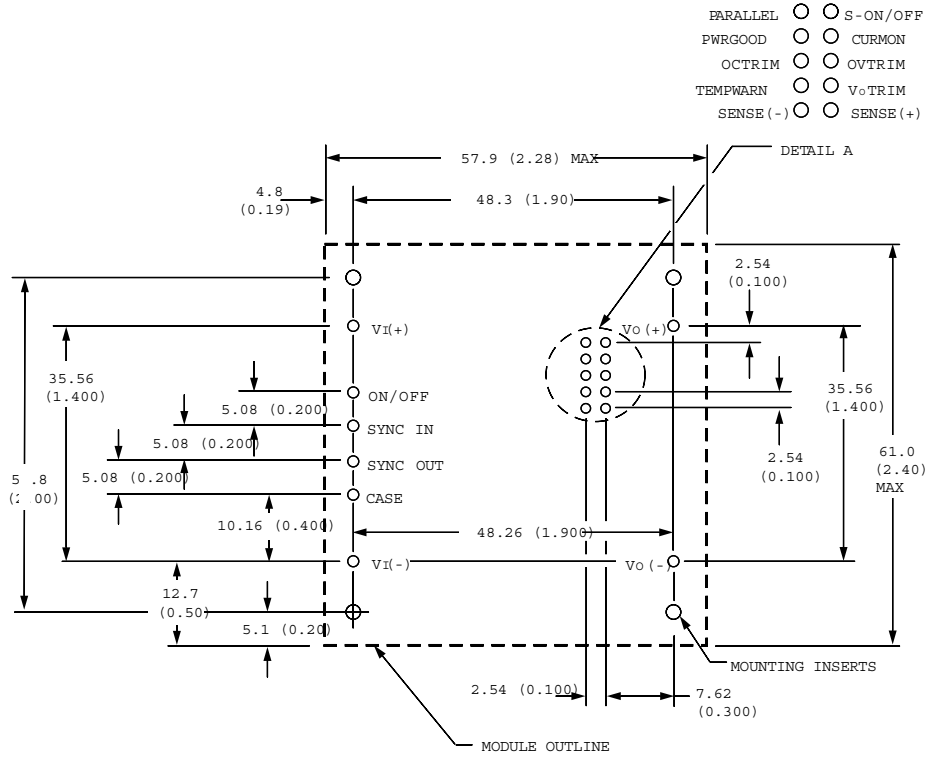 PARALLEL S-ON/OFF
PWRGOOD CURMON
OCTRIM OVTRIM
TEMPWARN VOTRIM
SENSE(-) SENSE(+)
DETAIL A
57.9 (2.28) MAX
4.8
(0.19)
48.3 (1.90)
2.54
(0.100)
VI(+)
VO(+)
35.56
(1.400)
ON/OFF
35.56
(1.400)
5.08 (0.200)
SYNC IN
5.08 (0.200)
61.0
(2.40)
MAX
2.54
(0.100)
SYNC OUT
5.08 (0.200)
CASE
10.16 (0.400)
48.26 (1.900)
VI(-)
VO(-)
12.7
(0.50)
5.1 (0.20)
MOUNTING INSERTS
2.54 (0.100)
7.62
(0.300)
MODULE OUTLINE